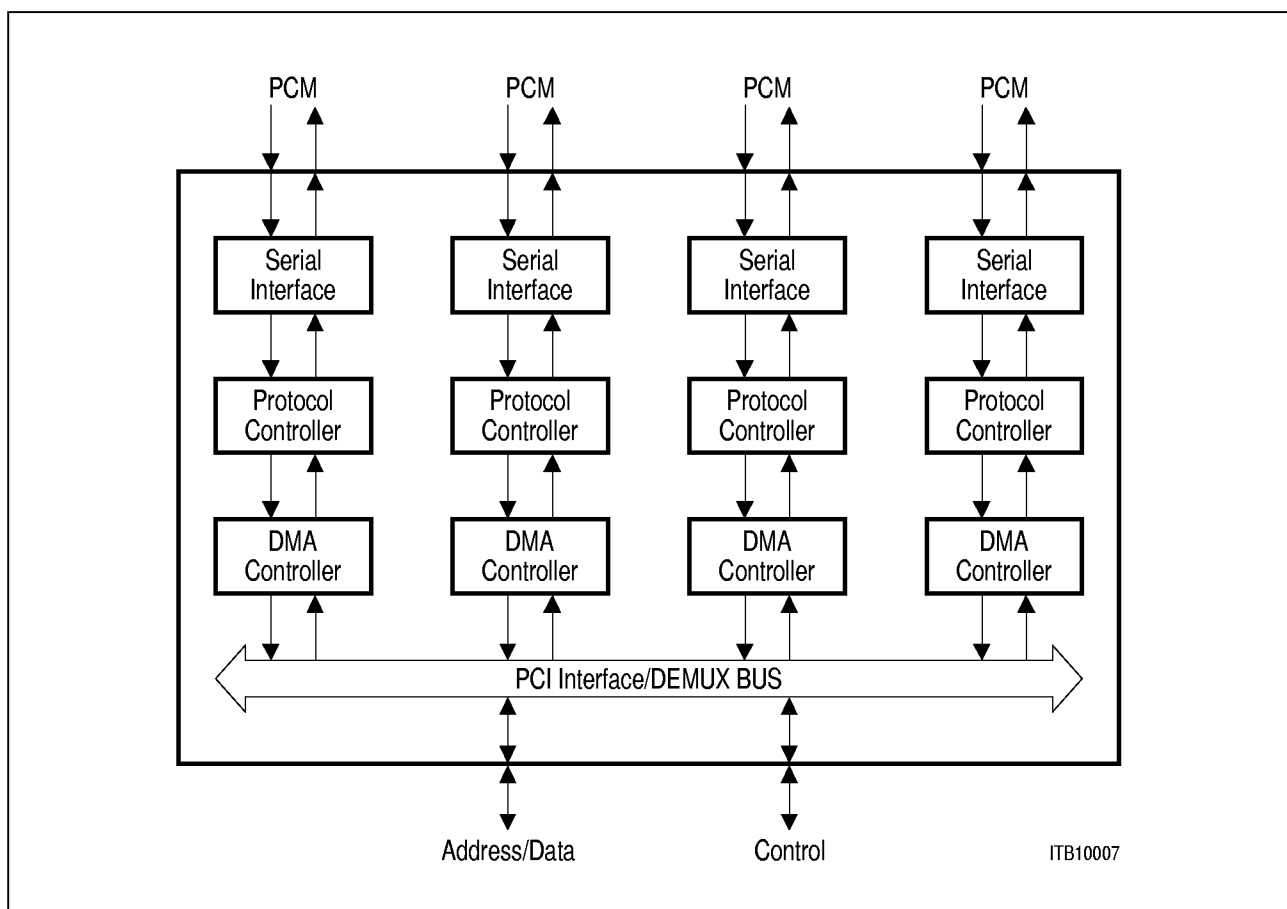 PCM
PCM
PCM
PCM
Serial
Interface
Serial
Interface
Serial
Interface
Serial
Interface
Protocol
Controller
Protocol
Controller
Protocol
Controller
Protocol
Controller
DMA
Controller
DMA
Controller
DMA
Controller
DMA
Controller
PCI Interface/DEMUX BUS
Address/Data
Control
ITB10007